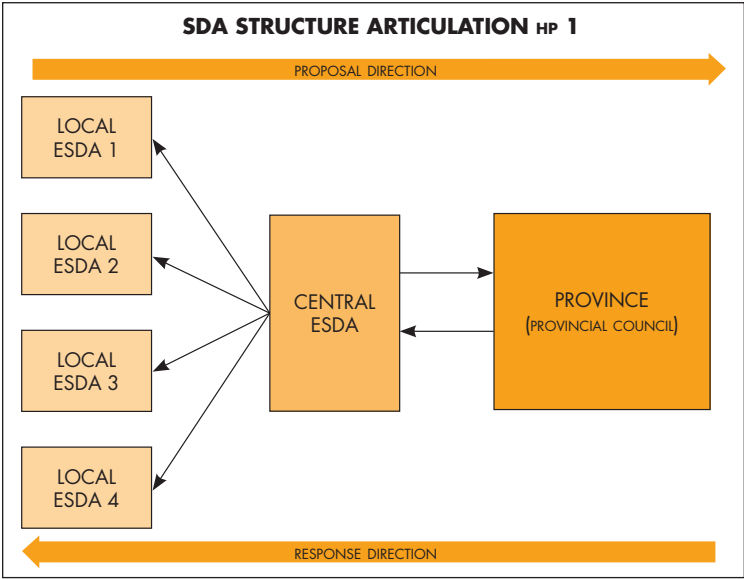 SDA STRUCTURE ARTICULATION HP 1
PROPOSAL DIRECTION
LOCAL
ESDA 1
LOCAL
ESDA 2
LOCAL
ESDA 3
LOCAL
ESDA 4
CENTRAL
ESDA
PROVINCE
(PROVINCIAL COUNCIL)
RESPONSE DIRECTION